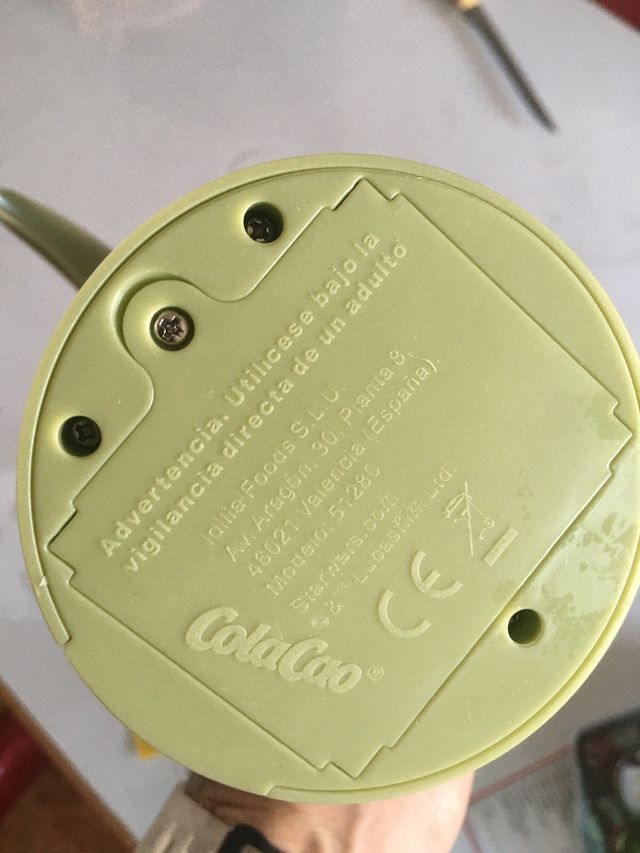 Advertencia. Utilícese bajo la
vigilancia directa de un adulto
Idilia Foods S.L.U.
Av. Aragón, 30, Planta 8,
46021 Valencia (España).
Modelo: 51280
Starwars.com
© & ™ Lucasfilm Ltd.
CE
ColaCao®